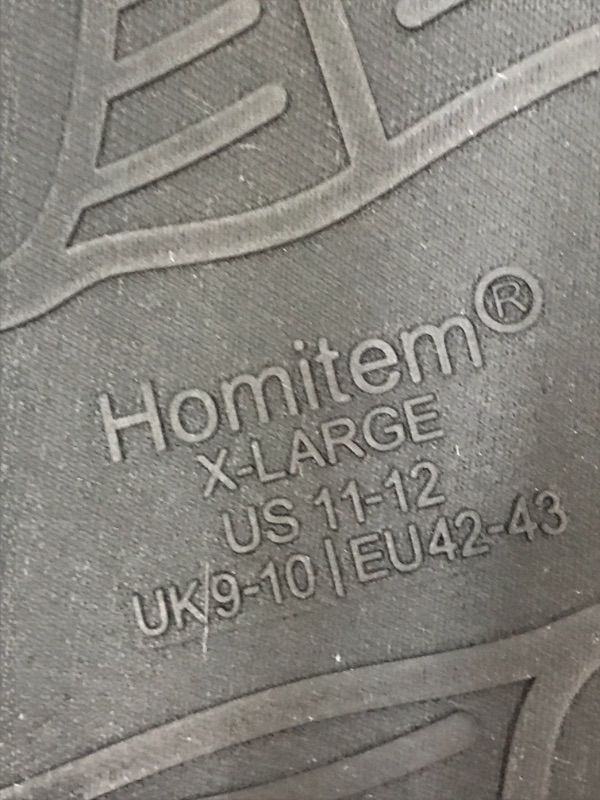 Homitem®
X-LARGE
US 11-12
UK/9-10 | EU42-43